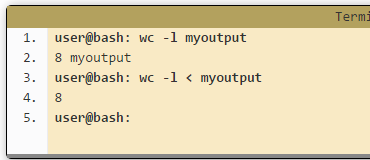 Termi
1. user@bash: wc -l myoutput
2. 8 myoutput
3. user@bash: wc -l < myoutput
4. 8
5. user@bash: